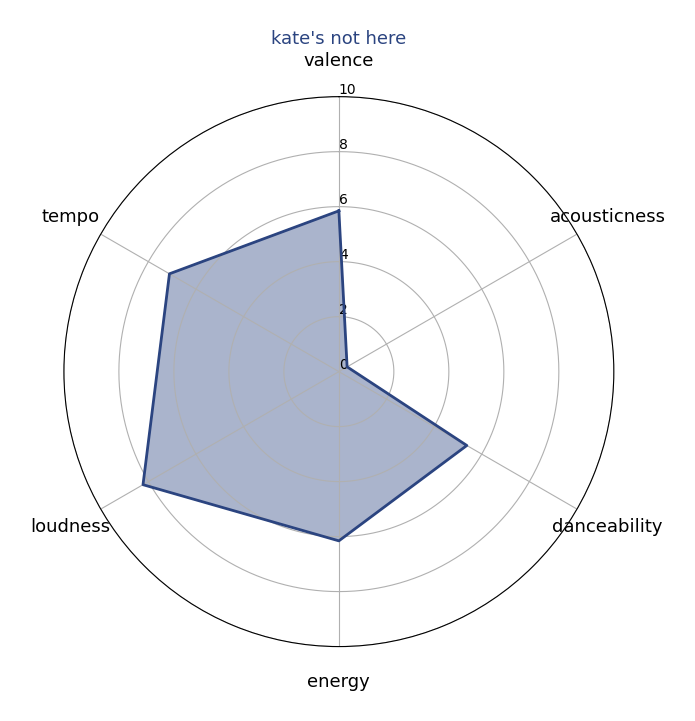 kate's not here
valence
10
8
tempo
acousticness
6
4
2
0
loudness
danceability
energy